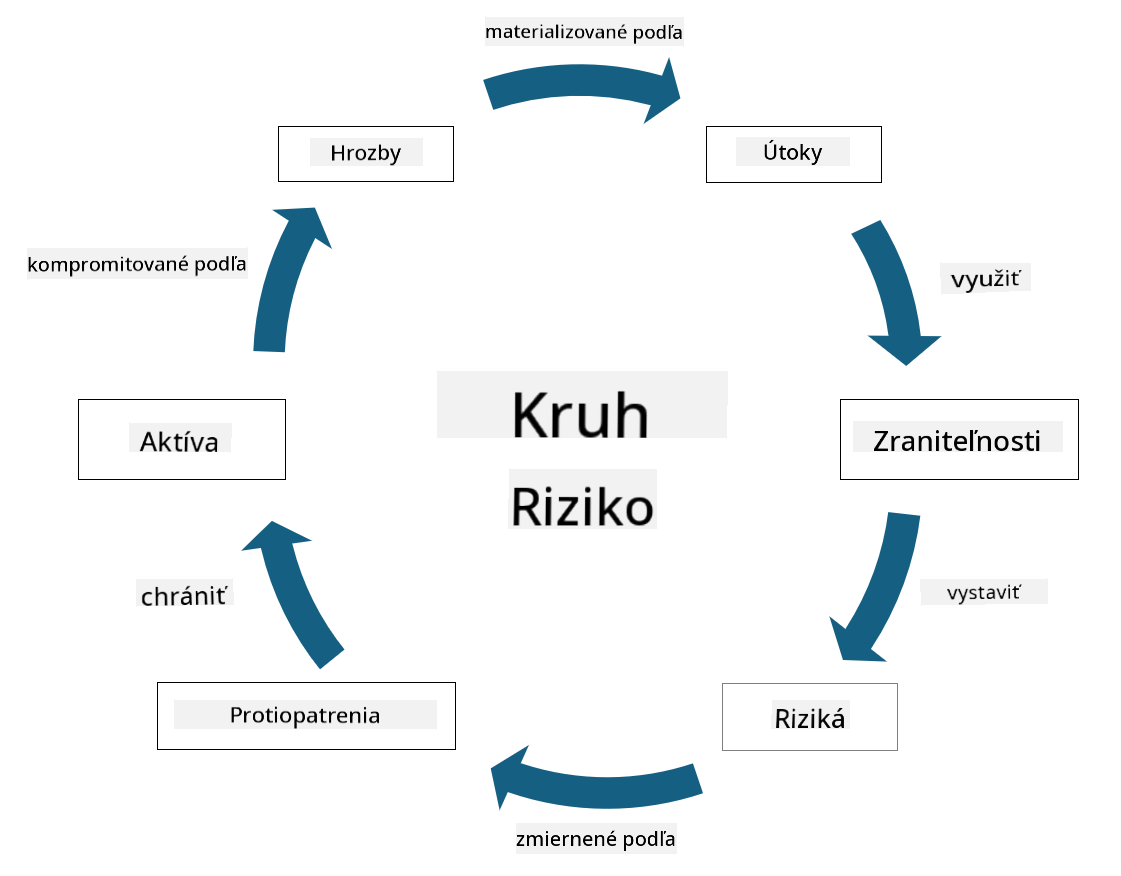 materializované podľa
Hrozby
Útoky
kompromitované podľa
využiť
Kruh
Riziko
Aktíva
Zraniteľnosti
chrániť
vystaviť
Protiopatrenia
Riziká
zmiernené podľa